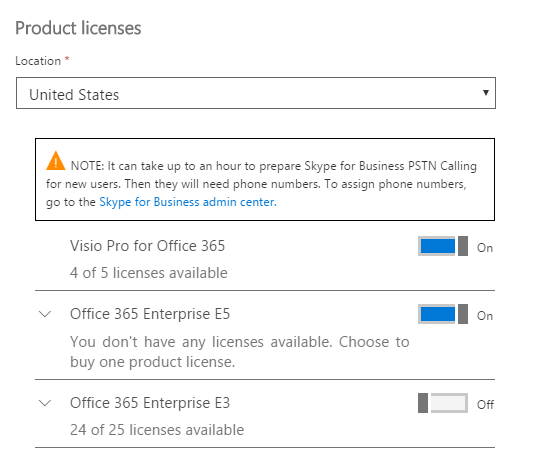 Product licenses
Location *
United States
NOTE: It can take up to an hour to prepare Skype for Business PSTN Calling
for new users. Then they will need phone numbers. To assign phone numbers,
go to the Skype for Business admin center.
Visio Pro for Office 365
On
4 of 5 licenses available
Office 365 Enterprise E5
On
You don't have any licenses available. Choose to
buy one product license.
Office 365 Enterprise E3
Off
24 of 25 licenses available